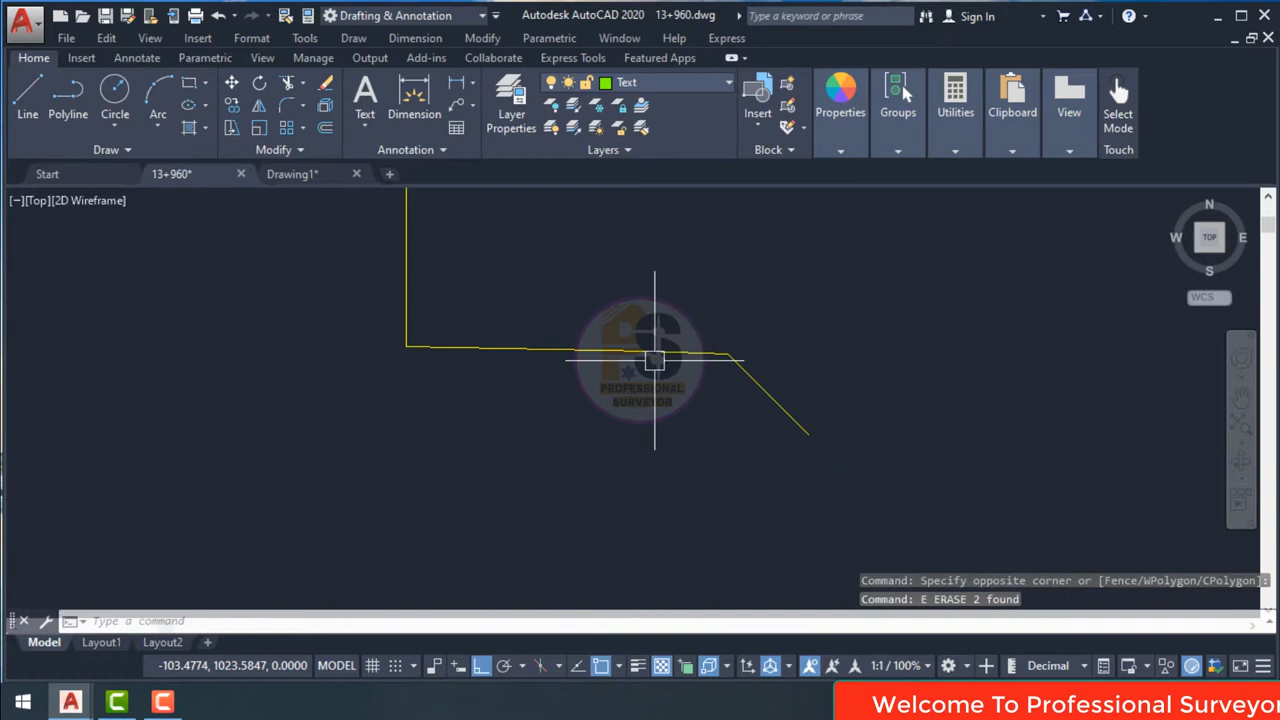 Drafting & Annotation
Autodesk AutoCAD 2020 13+960.dwg
Type a keyword or phrase
Sign In
File Edit View Insert Format Tools Draw Dimension Modify Parametric Window Help Express
Home Insert Annotate Parametric View Manage Output Add-ins Collaborate Express Tools Featured Apps
Text
Line Polyline Circle Arc
Text Dimension
Layer Properties
Insert
Properties Groups Utilities Clipboard View
Select Mode
Draw Modify Annotation Layers Block Touch
Start 13+960* Drawing1*
[−][Top][2D Wireframe]
N
W TOP E
S
WCS
PS
PROFESSIONAL
SURVEYOR
Command: Specify opposite corner or [Fence/WPolygon/CPolygon]:
Command: E ERASE 2 found
Type a command
Model Layout1 Layout2
-103.4774, 1023.5847, 0.0000 MODEL 1:1 / 100% Decimal
Welcome To Professional Surveyor